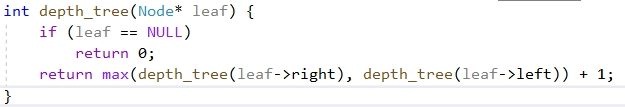 int depth_tree(Node* leaf) {
    if (leaf == NULL)
        return 0;
    return max(depth_tree(leaf->right), depth_tree(leaf->left)) + 1;
}